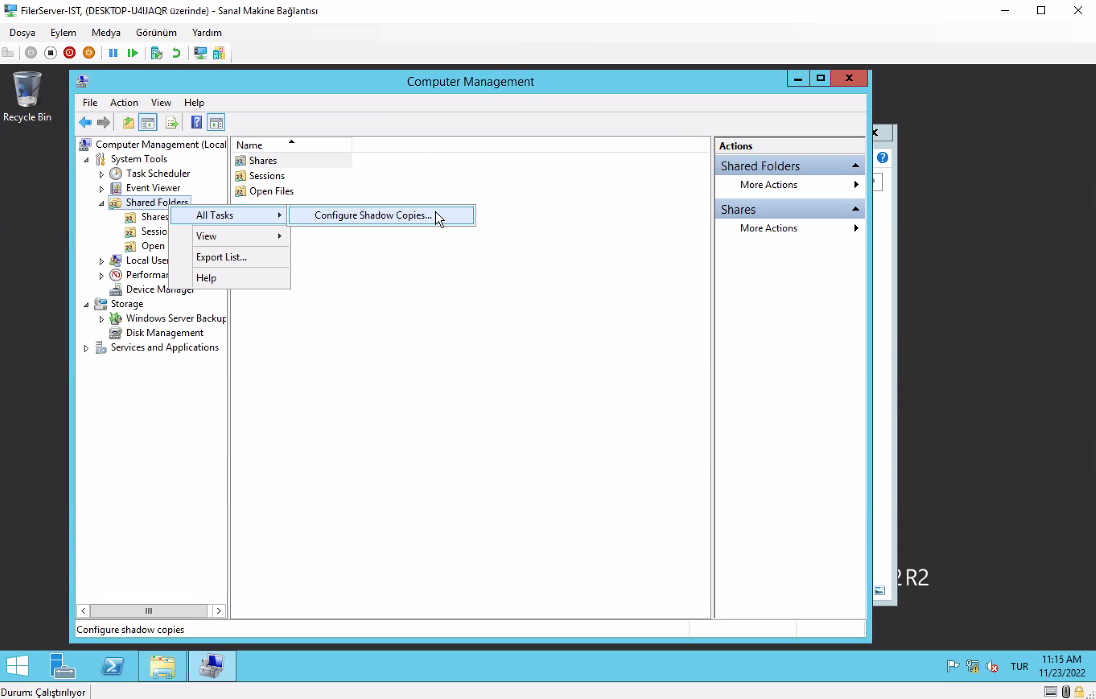 FilerServer-IST, (DESKTOP-U4IJAQR üzerinde) - Sanal Makine Bağlantısı
Dosya Eylem Medya Görünüm Yardım
Recycle Bin
Computer Management
File Action View Help
Computer Management (Local
System Tools
Task Scheduler
Event Viewer
Shared Folders
Shares
Sessio
Open
Local User
Performan
Device Manager
Storage
Windows Server Backup
Disk Management
Services and Applications
Name
Shares
Sessions
Open Files
All Tasks
View
Export List...
Help
Configure Shadow Copies...
Actions
Shared Folders
More Actions
Shares
More Actions
2 R2
Configure shadow copies
TUR
11:15 AM
11/23/2022
Durum: Çalıştırılıyor